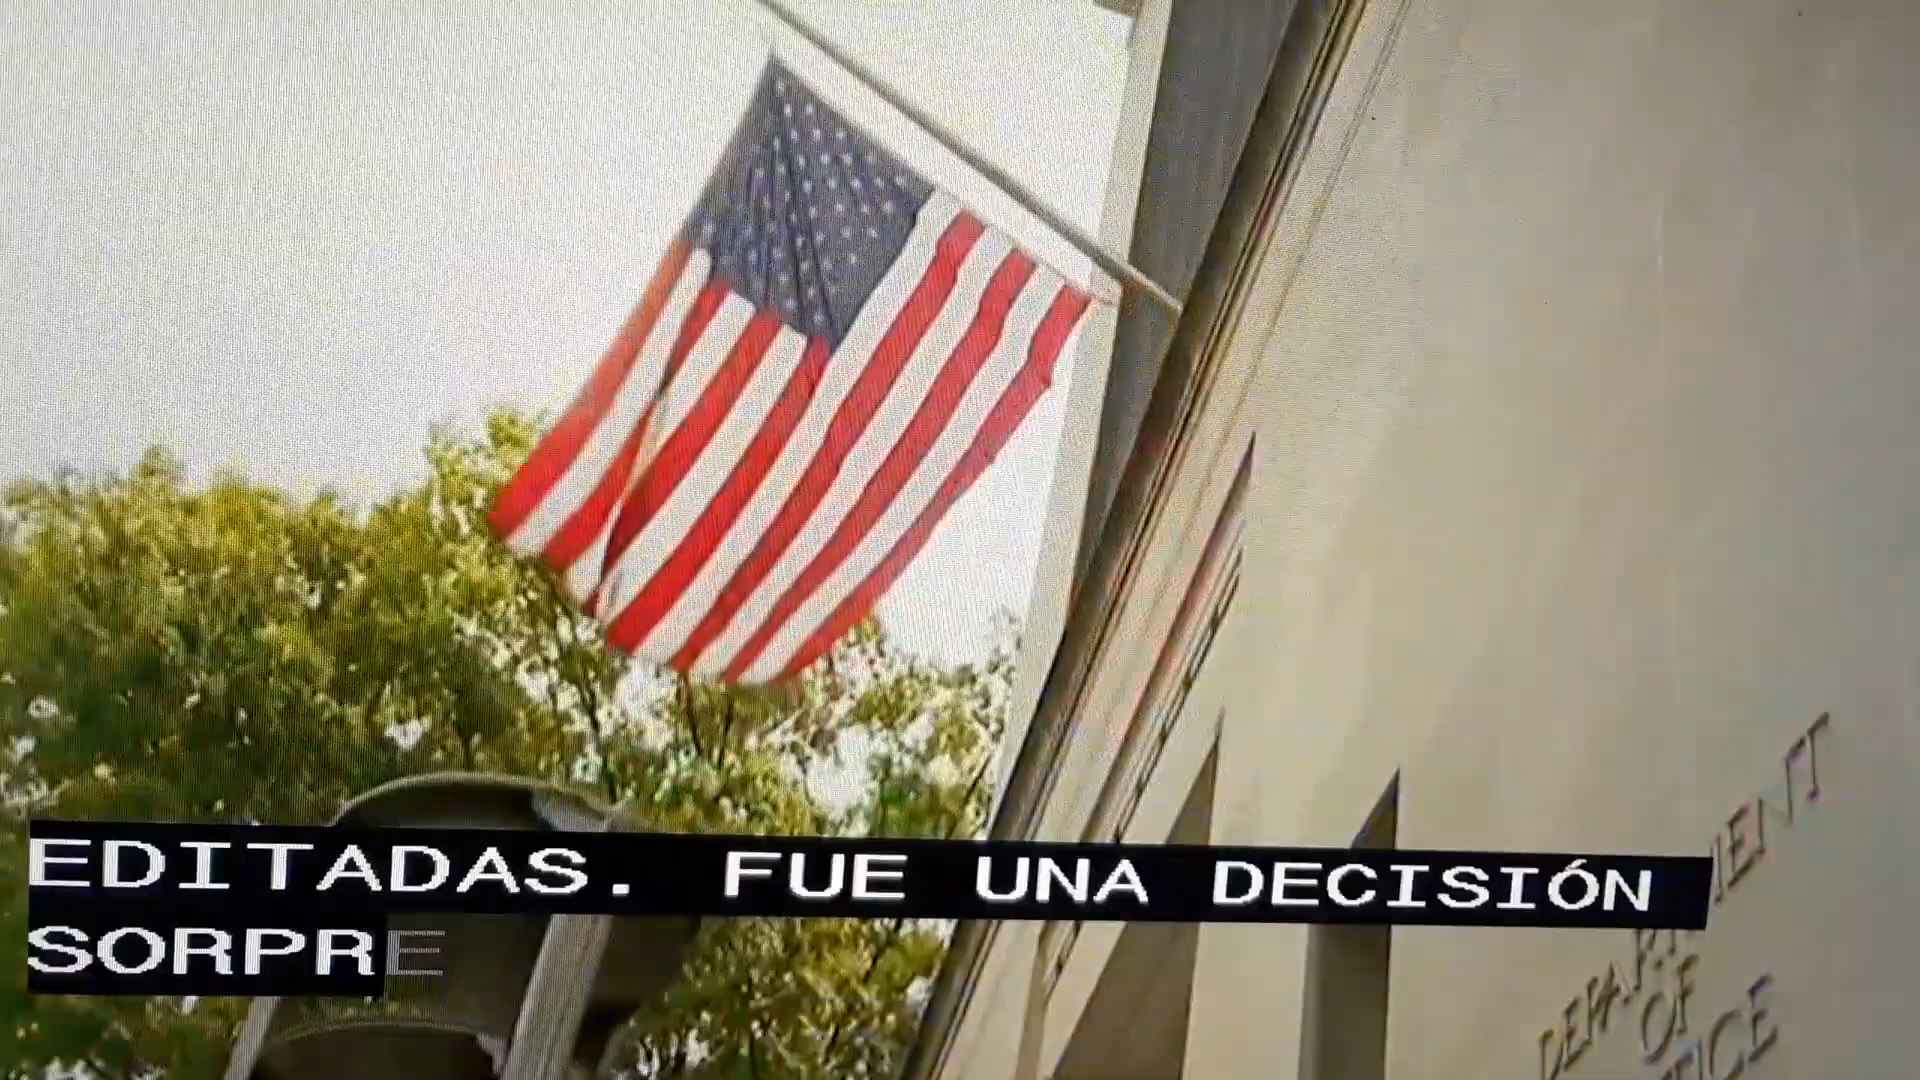 EDITADAS. FUE UNA DECISIÓN
SORPRE
OF